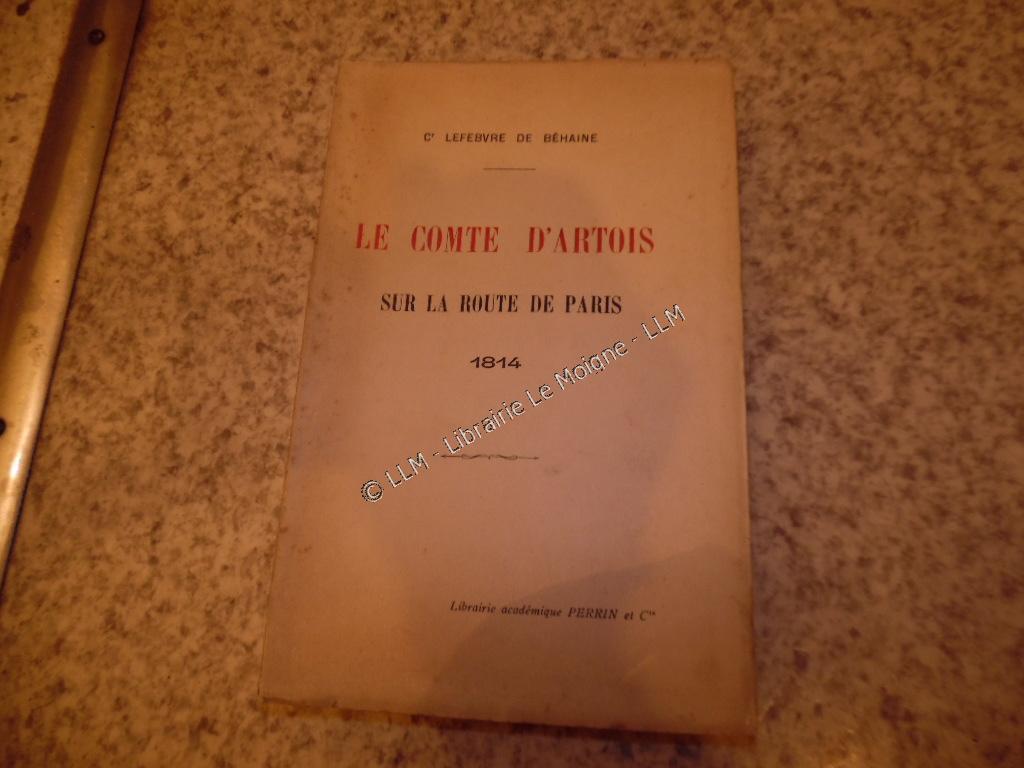 Cᵗ LEFEBVRE DE BÉHAINE
LE COMTE D'ARTOIS
SUR LA ROUTE DE PARIS
1814
© LLM - Librairie Le Moigne - LLM
Librairie académique PERRIN et Cⁱᵉ